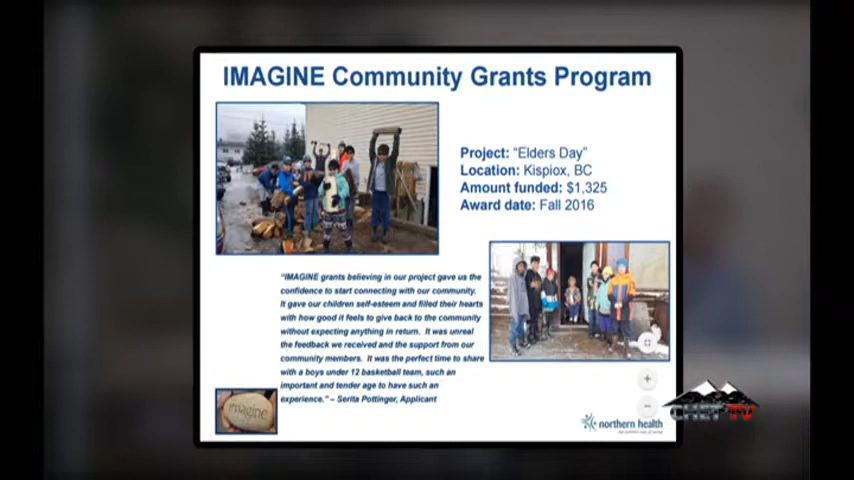 IMAGINE Community Grants Program
Project: “Elders Day”
Location: Kispiox, BC
Amount funded: $1,325
Award date: Fall 2016
“IMAGINE grants believing in our project gave us the
confidence to start connecting with our community.
It gave our children self-esteem and filled their hearts
with how good it feels to give back to the community
without expecting anything in return. It was unreal
the feedback we received and the support from our
community members. It was the perfect time to share
with a boys under 12 basketball team, such an
important and tender age to have such an
experience.” – Serita Pottinger, Applicant
imagine
northern health
CHET TV